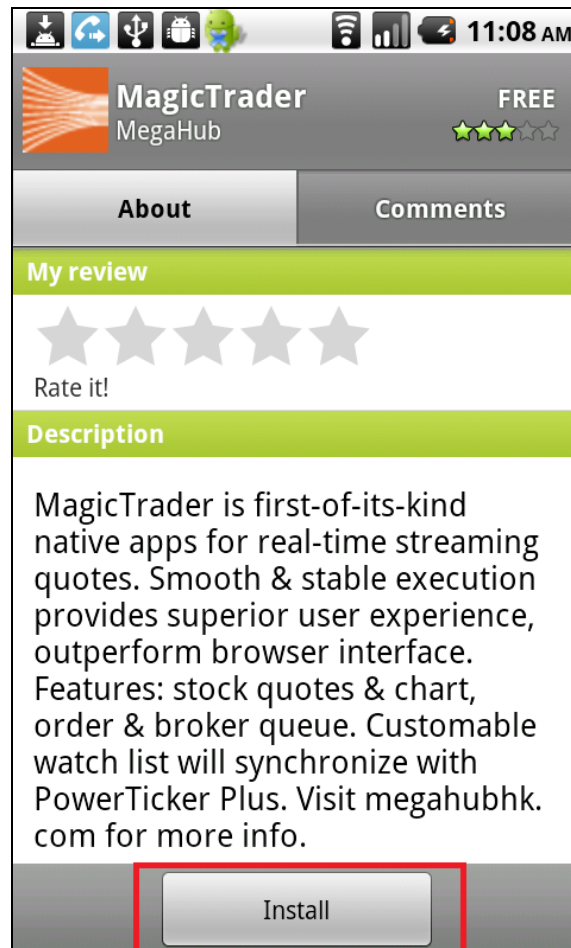 11:08 AM
MagicTrader
FREE
MegaHub
About
Comments
My review
Rate it!
Description
MagicTrader is first-of-its-kind
native apps for real-time streaming
quotes. Smooth & stable execution
provides superior user experience,
outperform browser interface.
Features: stock quotes & chart,
order & broker queue. Customable
watch list will synchronize with
PowerTicker Plus. Visit megahubhk.
com for more info.
Install